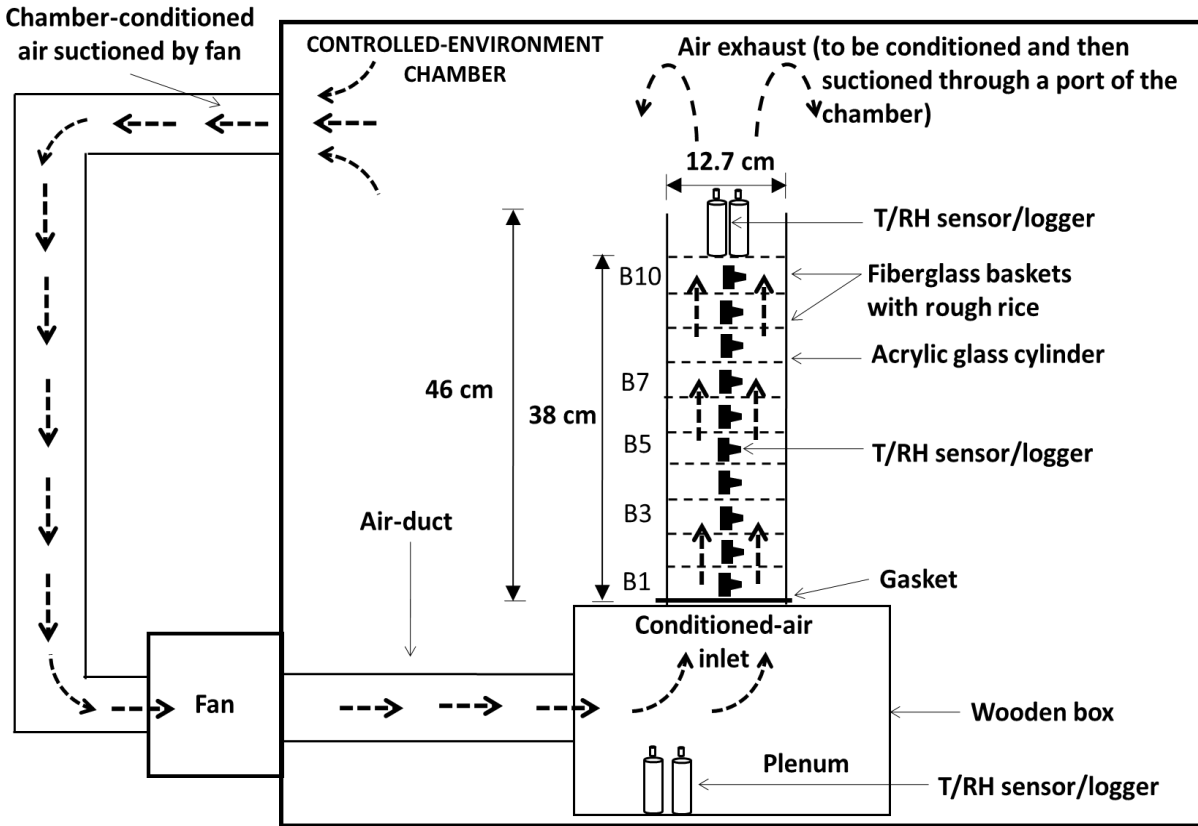 Chamber-conditioned
air suctioned by fan
CONTROLLED-ENVIRONMENT
CHAMBER
Air exhaust (to be conditioned and then
suctioned through a port of the
chamber)
12.7 cm
T/RH sensor/logger
B10
Fiberglass baskets
with rough rice
Acrylic glass cylinder
46 cm
38 cm
B7
B5
T/RH sensor/logger
B3
Air-duct
B1
Gasket
Conditioned-air
inlet
Fan
Wooden box
Plenum
T/RH sensor/logger